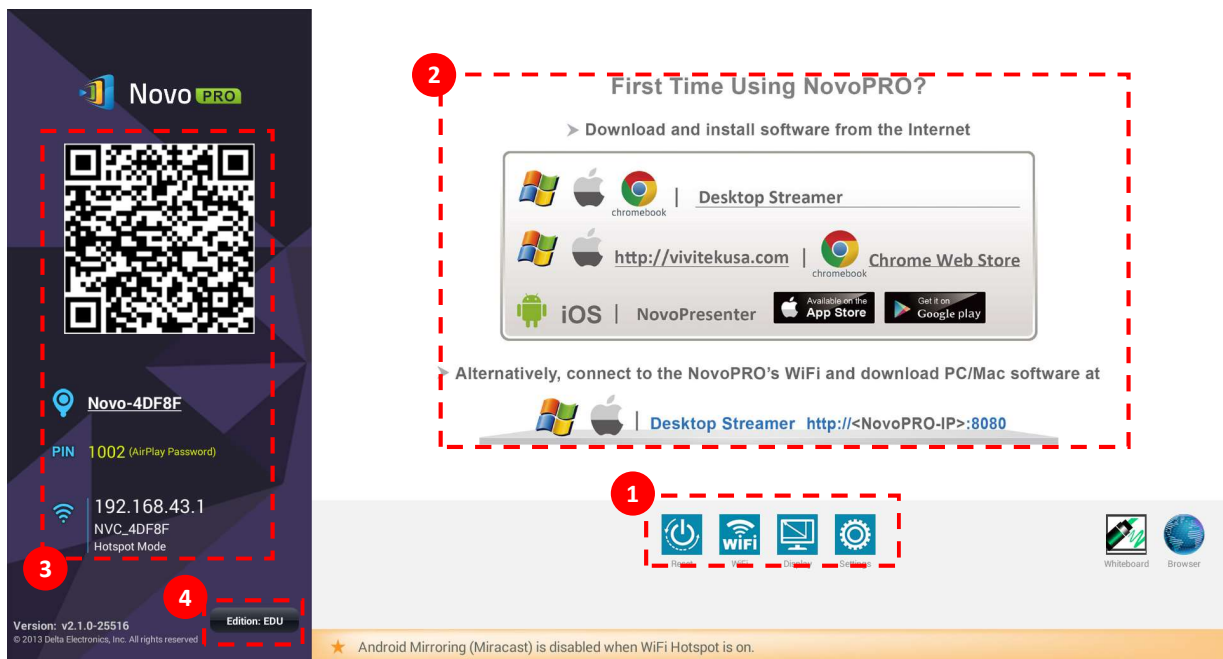 Novo PRO
Novo-4DF8F
PIN 1002 (AirPlay Password)
192.168.43.1
NVC_4DF8F
Hotspot Mode
3
4
Edition: EDU
Version: v2.1.0-25516
© 2013 Delta Electronics, Inc. All rights reserved
2
First Time Using NovoPRO?
Download and install software from the Internet
chromebook | Desktop Streamer
http://vivitekusa.com | chromebook Chrome Web Store
iOS | NovoPresenter Available on the App Store Get it on Google play
Alternatively, connect to the NovoPRO's WiFi and download PC/Mac software at
| Desktop Streamer http://<NovoPRO-IP>:8080
1
WiFi
Reset WiFi Display Settings
Whiteboard Browser
Android Mirroring (Miracast) is disabled when WiFi Hotspot is on.